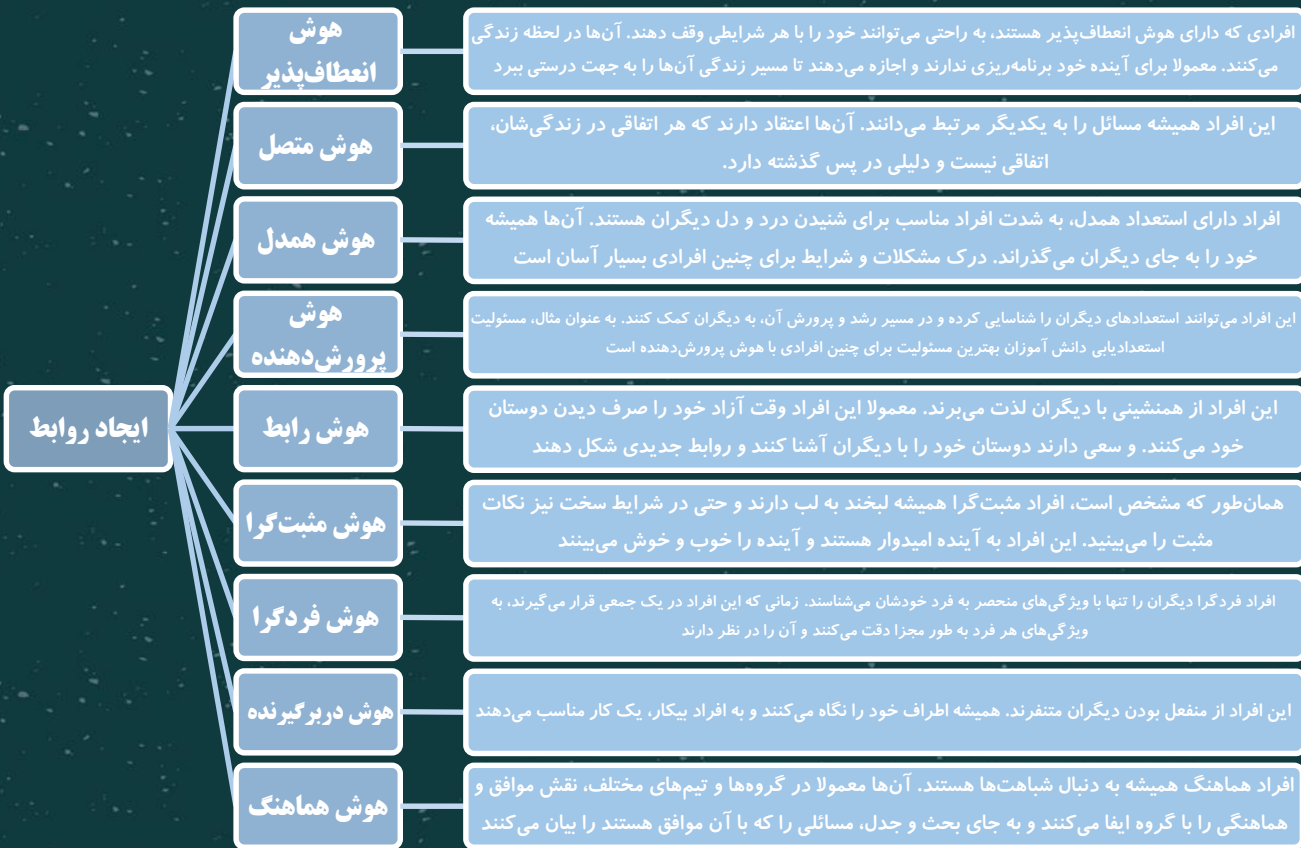 ایجاد روابط
هوش
انعطاف‌پذیر
افرادی که دارای هوش انعطاف‌پذیر هستند، به راحتی می‌توانند خود را با هر شرایطی وقف دهند. آن‌ها در لحظه زندگی
می‌کنند. معمولا برای آینده خود برنامه‌ریزی ندارند و اجازه می‌دهند تا مسیر زندگی آن‌ها را به جهت درستی ببرد
هوش متصل
این افراد همیشه مسائل را به یکدیگر مرتبط می‌دانند. آن‌ها اعتقاد دارند که هر اتفاقی در زندگی‌شان،
اتفاقی نیست و دلیلی در پس گذشته دارد.
هوش همدل
افراد دارای استعداد همدل، به شدت افراد مناسب برای شنیدن درد و دل دیگران هستند. آن‌ها همیشه
خود را به جای دیگران می‌گذراند. درک مشکلات و شرایط برای چنین افرادی بسیار آسان است
هوش
پرورش‌دهنده
این افراد می‌توانند استعدادهای دیگران را شناسایی کرده و در مسیر رشد و پرورش آن، به دیگران کمک کنند. به عنوان مثال، مسئولیت
استعدادیابی دانش آموزان بهترین مسئولیت برای چنین افرادی با هوش پرورش‌دهنده است
هوش رابط
این افراد از همنشینی با دیگران لذت می‌برند. معمولا این افراد وقت آزاد خود را صرف دیدن دوستان
خود می‌کنند. و سعی دارند دوستان خود را با دیگران آشنا کنند و روابط جدیدی شکل دهند
هوش مثبت‌گرا
همان‌طور که مشخص است، افراد مثبت‌گرا همیشه لبخند به لب دارند و حتی در شرایط سخت نیز نکات
مثبت را می‌بینید. این افراد به آینده امیدوار هستند و آینده را خوب و خوش می‌بینند
هوش فردگرا
افراد فردگرا دیگران را تنها با ویژگی‌های منحصر به فرد خودشان می‌شناسند. زمانی که این افراد در یک جمعی قرار می‌گیرند، به
ویژگی‌های هر فرد به طور مجزا دقت می‌کنند و آن را در نظر دارند
هوش دربرگیرنده
این افراد از منفعل بودن دیگران متنفرند. همیشه اطراف خود را نگاه می‌کنند و به افراد بیکار، یک کار مناسب می‌دهند
هوش هماهنگ
افراد هماهنگ همیشه به دنبال شباهت‌ها هستند. آن‌ها معمولا در گروه‌ها و تیم‌های مختلف، نقش موافق و
هماهنگی را با گروه ایفا می‌کنند و به جای بحث و جدل، مسائلی را که با آن موافق هستند را بیان می‌کنند